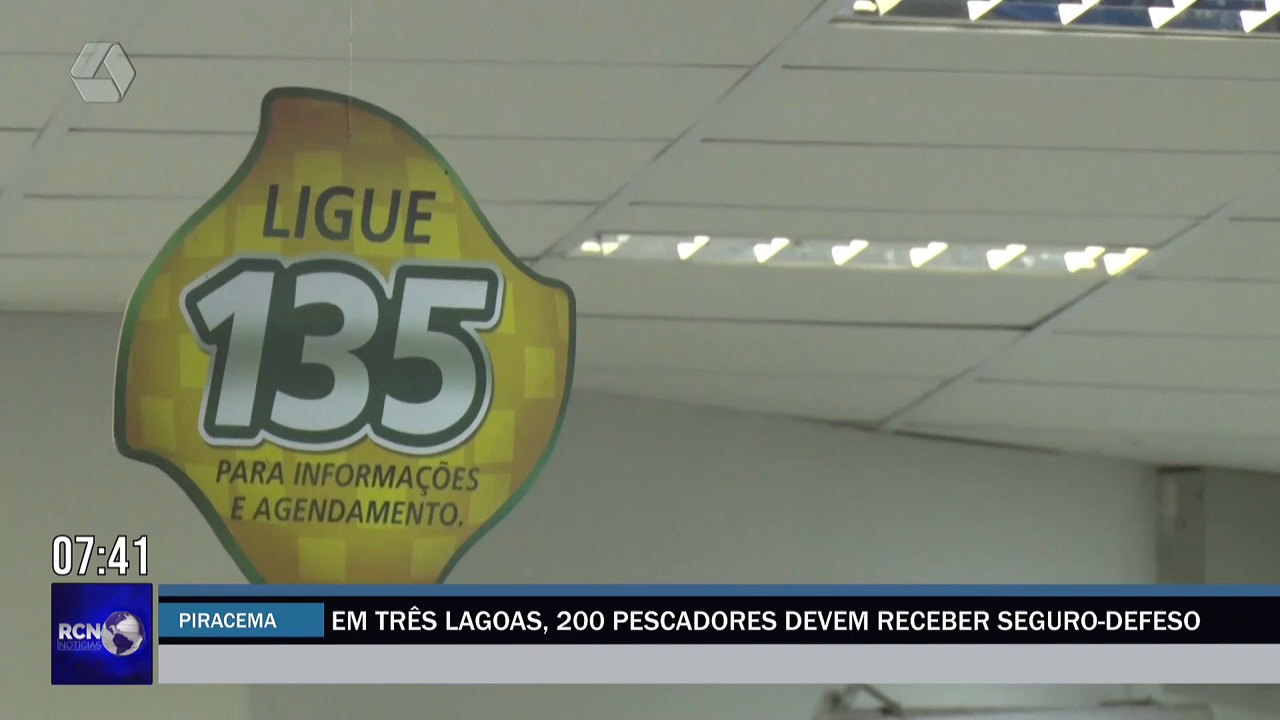 LIGUE
135
PARA INFORMAÇÕES
E AGENDAMENTO.
07:41
RCN
NOTÍCIAS
PIRACEMA
EM TRÊS LAGOAS, 200 PESCADORES DEVEM RECEBER SEGURO-DEFESO